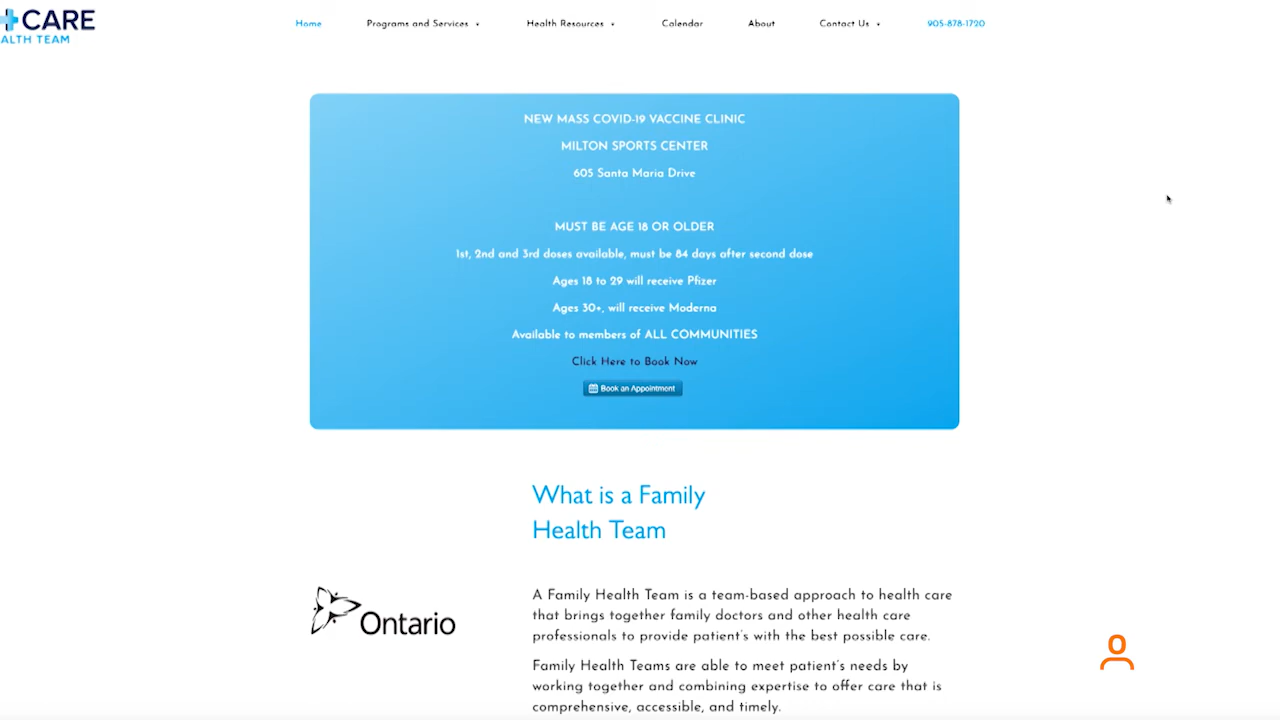 CARE
ALTH TEAM
Home Programs and Services Health Resources Calendar About Contact Us 905-878-1720
NEW MASS COVID-19 VACCINE CLINIC
MILTON SPORTS CENTER
605 Santa Maria Drive
MUST BE AGE 18 OR OLDER
1st, 2nd and 3rd doses available, must be 84 days after second dose
Ages 18 to 29 will receive Pfizer
Ages 30+, will receive Moderna
Available to members of ALL COMMUNITIES
Click Here to Book Now
Book an Appointment
What is a Family
Health Team
Ontario
A Family Health Team is a team-based approach to health care
that brings together family doctors and other health care
professionals to provide patient's with the best possible care.
Family Health Teams are able to meet patient's needs by
working together and combining expertise to offer care that is
comprehensive, accessible, and timely.